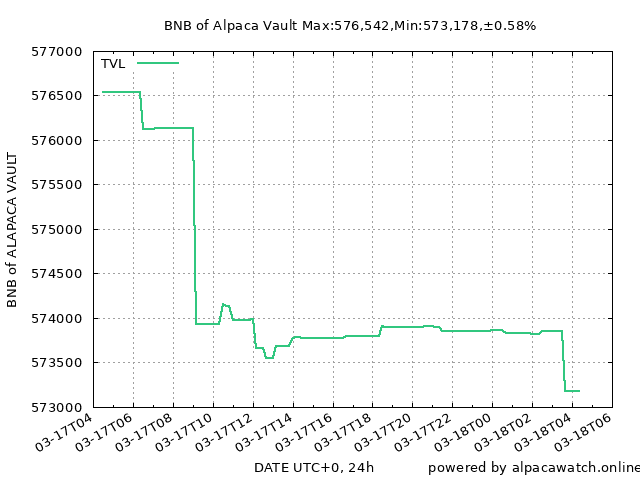 BNB of Alpaca Vault Max:576,542,Min:573,178,±0.58%
TVL
577000
576500
576000
575500
575000
574500
574000
573500
573000
BNB of ALAPACA VAULT
03-17T04
03-17T06
03-17T08
03-17T10
03-17T12
03-17T14
03-17T16
03-17T18
03-17T20
03-17T22
03-18T00
03-18T02
03-18T04
03-18T06
DATE UTC+0, 24h
powered by alpacawatch.online